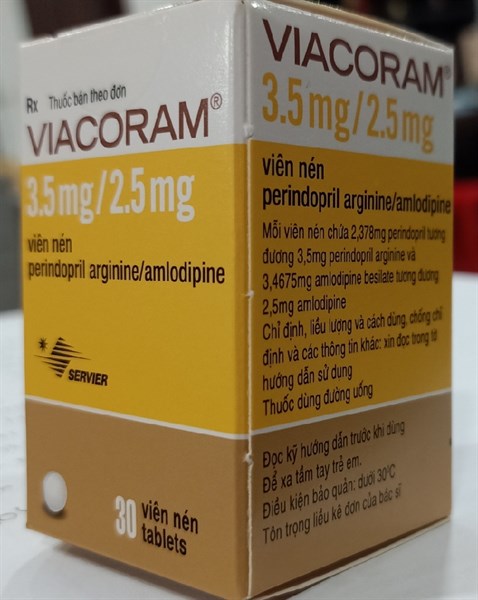 Rx Thuốc bán theo đơn
VIACORAM®
3.5mg/2.5mg
viên nén
perindopril arginine/amlodipine
SERVIER
30 viên nén
tablets
VIACORAM®
3.5mg/2.5mg
viên nén
perindopril arginine/amlodipine
Mỗi viên nén chứa 2,378mg perindopril tương
đương 3,5mg perindopril arginine và
3,4675mg amlodipine besilate tương đương
2,5mg amlodipine
Chỉ định, liều lượng và cách dùng, chống chỉ
định và các thông tin khác: xin đọc trong tờ
hướng dẫn sử dụng
Thuốc dùng đường uống
Đọc kỹ hướng dẫn trước khi dùng
Để xa tầm tay trẻ em.
Điều kiện bảo quản: dưới 30°C
Tôn trọng liều kê đơn của bác sĩ